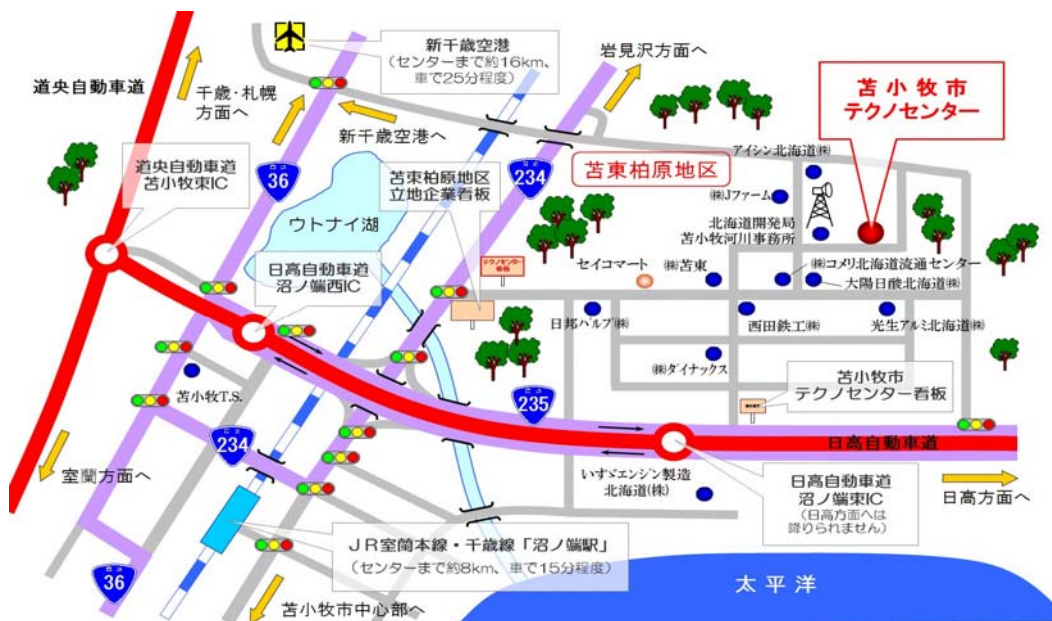 新千歳空港
(センターまで約16km、
車で25分程度)
岩見沢方面へ
道央自動車道
千歳・札幌
方面へ
新千歳空港へ
苫小牧市
テクノセンター
アイシン北海道㈱
苫東柏原地区
道央自動車道
苫小牧東IC
36
苫東柏原地区
立地企業看板
234
㈱Jファーム
北海道開発局
苫小牧河川事務所
ウトナイ湖
テクノセンター
看板
セイコマート
㈱苫東
㈱コメリ北海道流通センター
大陽日酸北海道㈱
日高自動車道
沼ノ端西IC
日邦バルブ㈱
西田鉄工㈱
光生アルミ北海道㈱
㈱ダイナックス
苫小牧市
テクノセンター看板
苫小牧T.S.
235
234
日高自動車道
室蘭方面へ
いすゞエンジン製造
北海道(株)
日高自動車道
沼ノ端東IC
(日高方面へは
降りられません)
日高方面へ
JR室蘭本線・千歳線「沼ノ端駅」
(センターまで約8km、車で15分程度)
36
苫小牧市中心部へ
太平洋